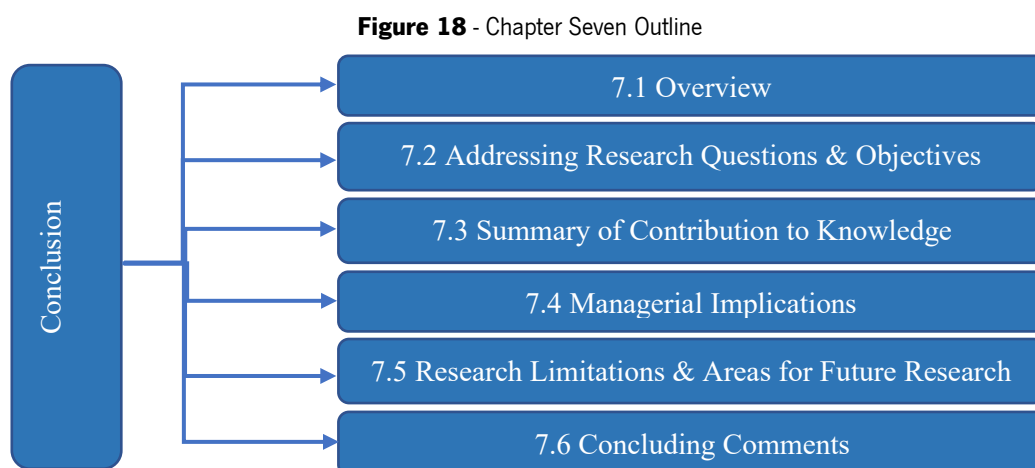 Figure 18 - Chapter Seven Outline
Conclusion
7.1 Overview
7.2 Addressing Research Questions & Objectives
7.3 Summary of Contribution to Knowledge
7.4 Managerial Implications
7.5 Research Limitations & Areas for Future Research
7.6 Concluding Comments